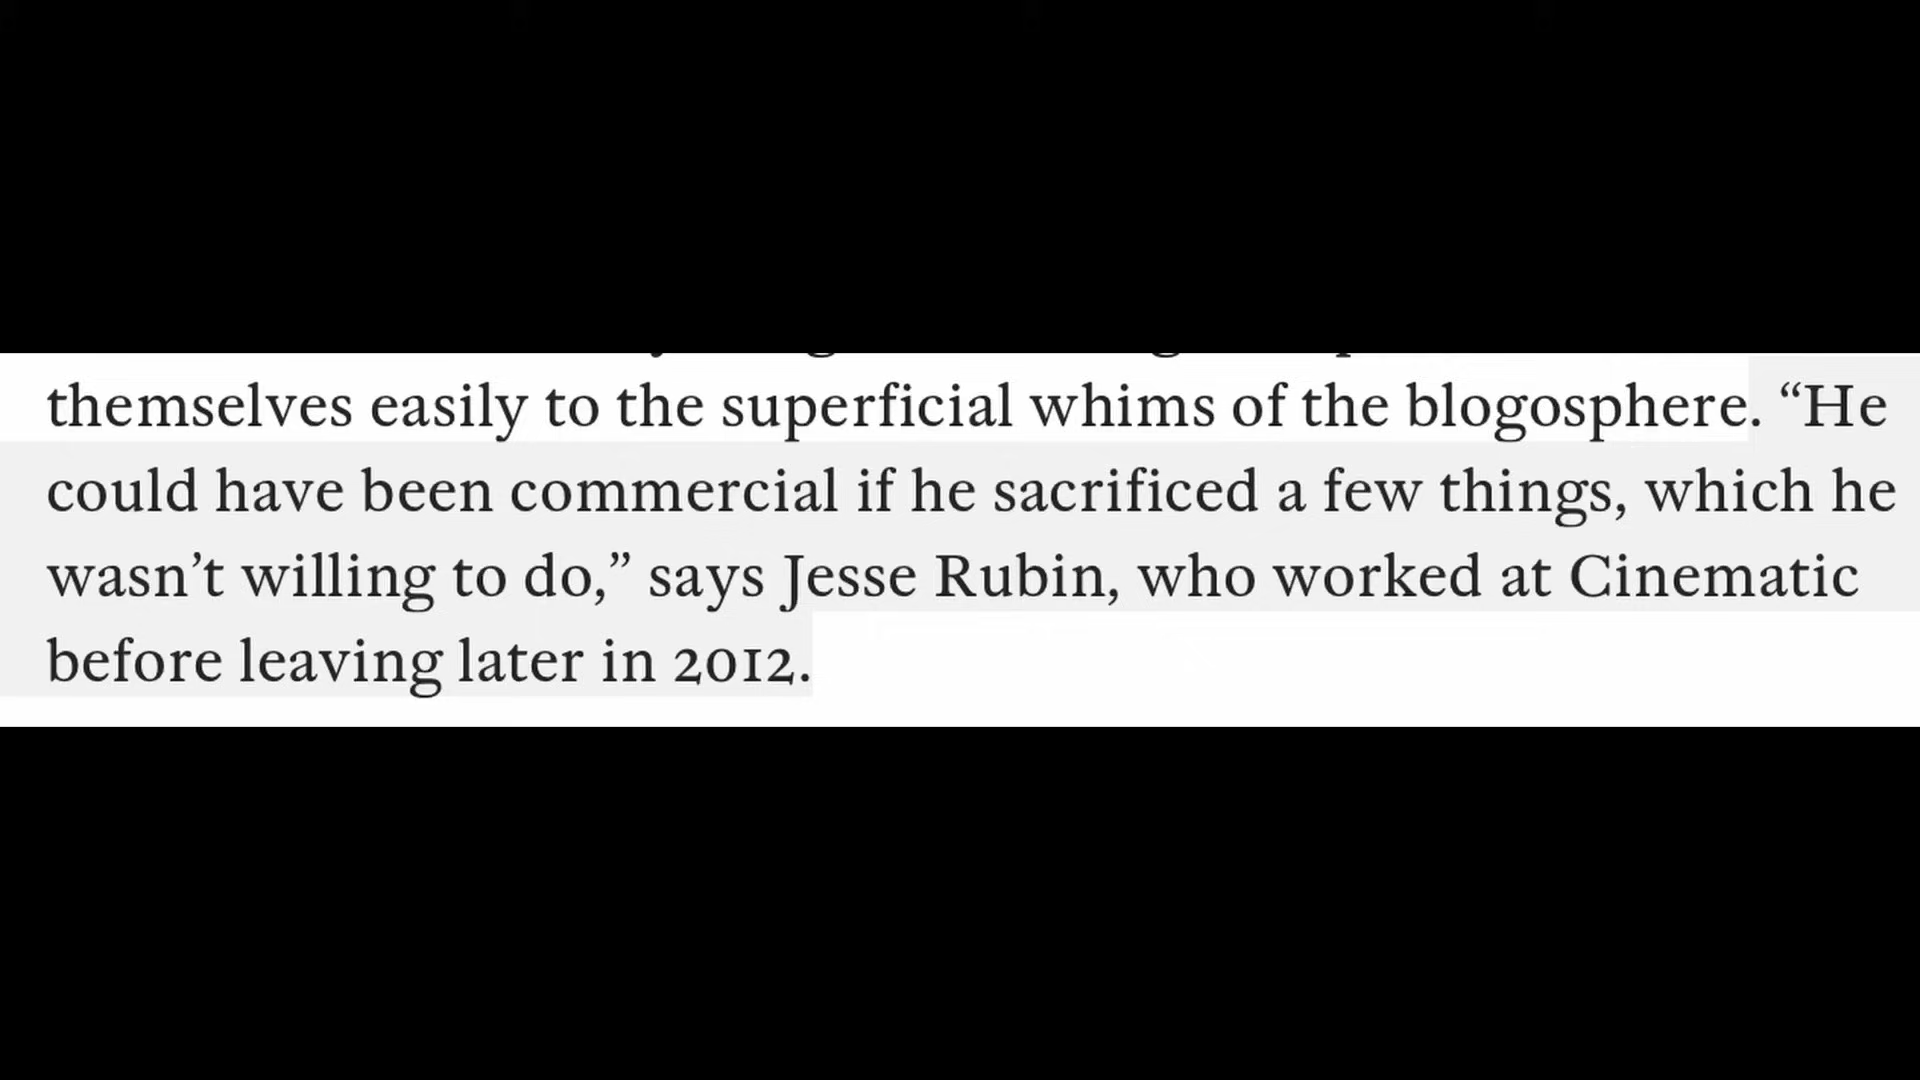 themselves easily to the superficial whims of the blogosphere. “He
could have been commercial if he sacrificed a few things, which he
wasn’t willing to do,” says Jesse Rubin, who worked at Cinematic
before leaving later in 2012.